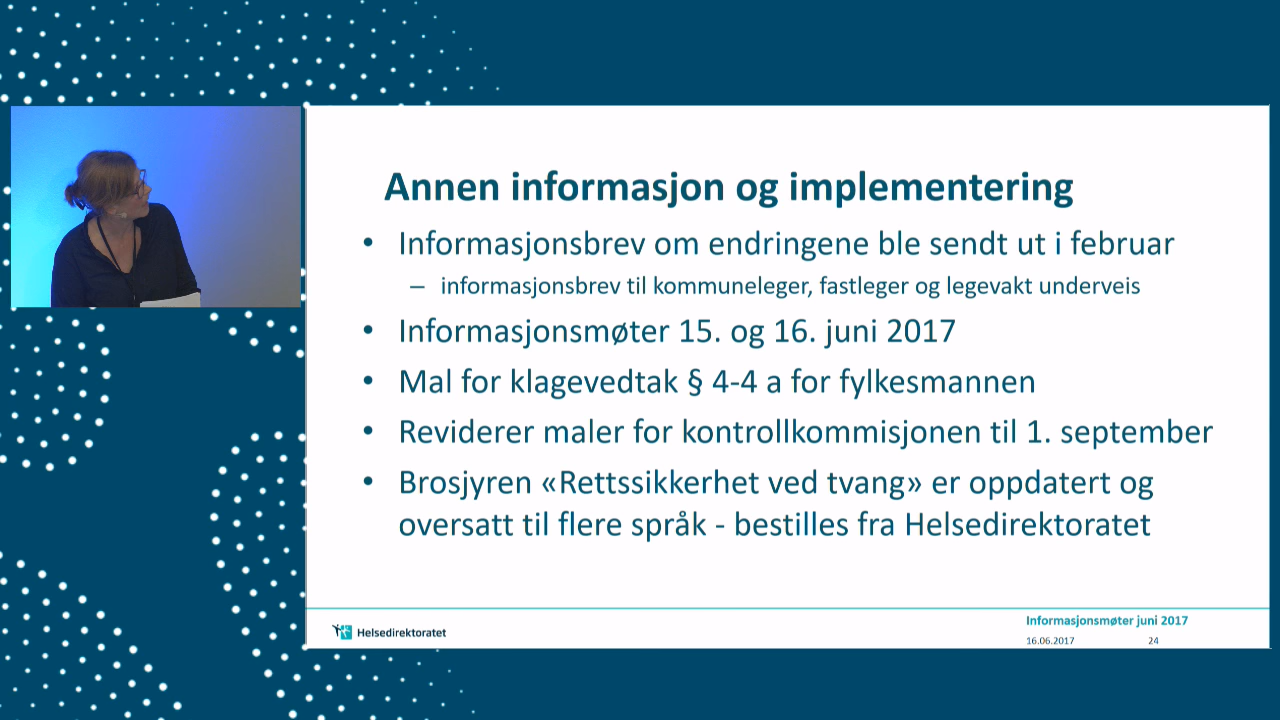 Annen informasjon og implementering
• Informasjonsbrev om endringene ble sendt ut i februar
– informasjonsbrev til kommuneleger, fastleger og legevakt underveis
• Informasjonsmøter 15. og 16. juni 2017
• Mal for klagevedtak § 4-4 a for fylkesmannen
• Reviderer maler for kontrollkommisjonen til 1. september
• Brosjyren «Rettssikkerhet ved tvang» er oppdatert og
oversatt til flere språk - bestilles fra Helsedirektoratet
Helsedirektoratet
Informasjonsmøter juni 2017
16.06.2017 24